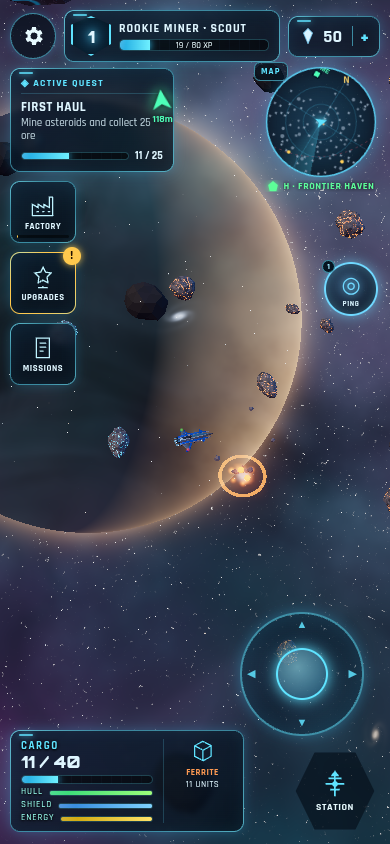 1
ROOKIE MINER · SCOUT
19 / 80 XP
50
+
ACTIVE QUEST
FIRST HAUL
Mine asteroids and collect 25
ore
11 / 25
118m
MAP
N
H · FRONTIER HAVEN
FACTORY
!
UPGRADES
MISSIONS
1
PING
CARGO
11 / 40
HULL
SHIELD
ENERGY
FERRITE
11 UNITS
STATION